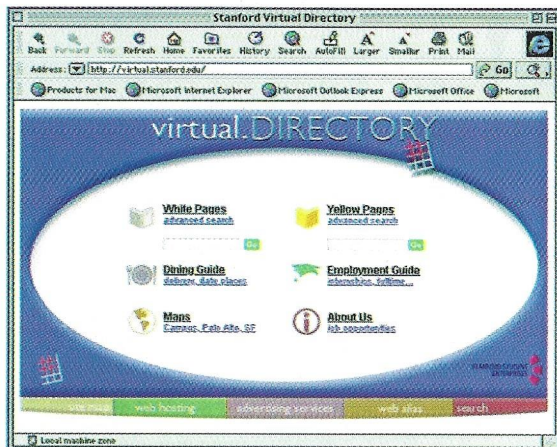 Stanford Virtual Directory
Back Forward Stop Refresh Home Favorites History Search AutoFill Larger Smaller Print Mail
Address: http://virtual.stanford.edu/ Go
Products for Mac Microsoft Internet Explorer Microsoft Outlook Express Microsoft Office Microsoft
virtual.DIRECTORY
White Pages
advanced search
Go
Yellow Pages
advanced search
Go
Dining Guide
delivery, date places
Employment Guide
internships, fulltime...
Maps
Campus, Palo Alto, SF
About Us
job opportunities
STANFORD STUDENT
ENTERPRISES
site map web hosting advertising services web alias search
Local machine zone